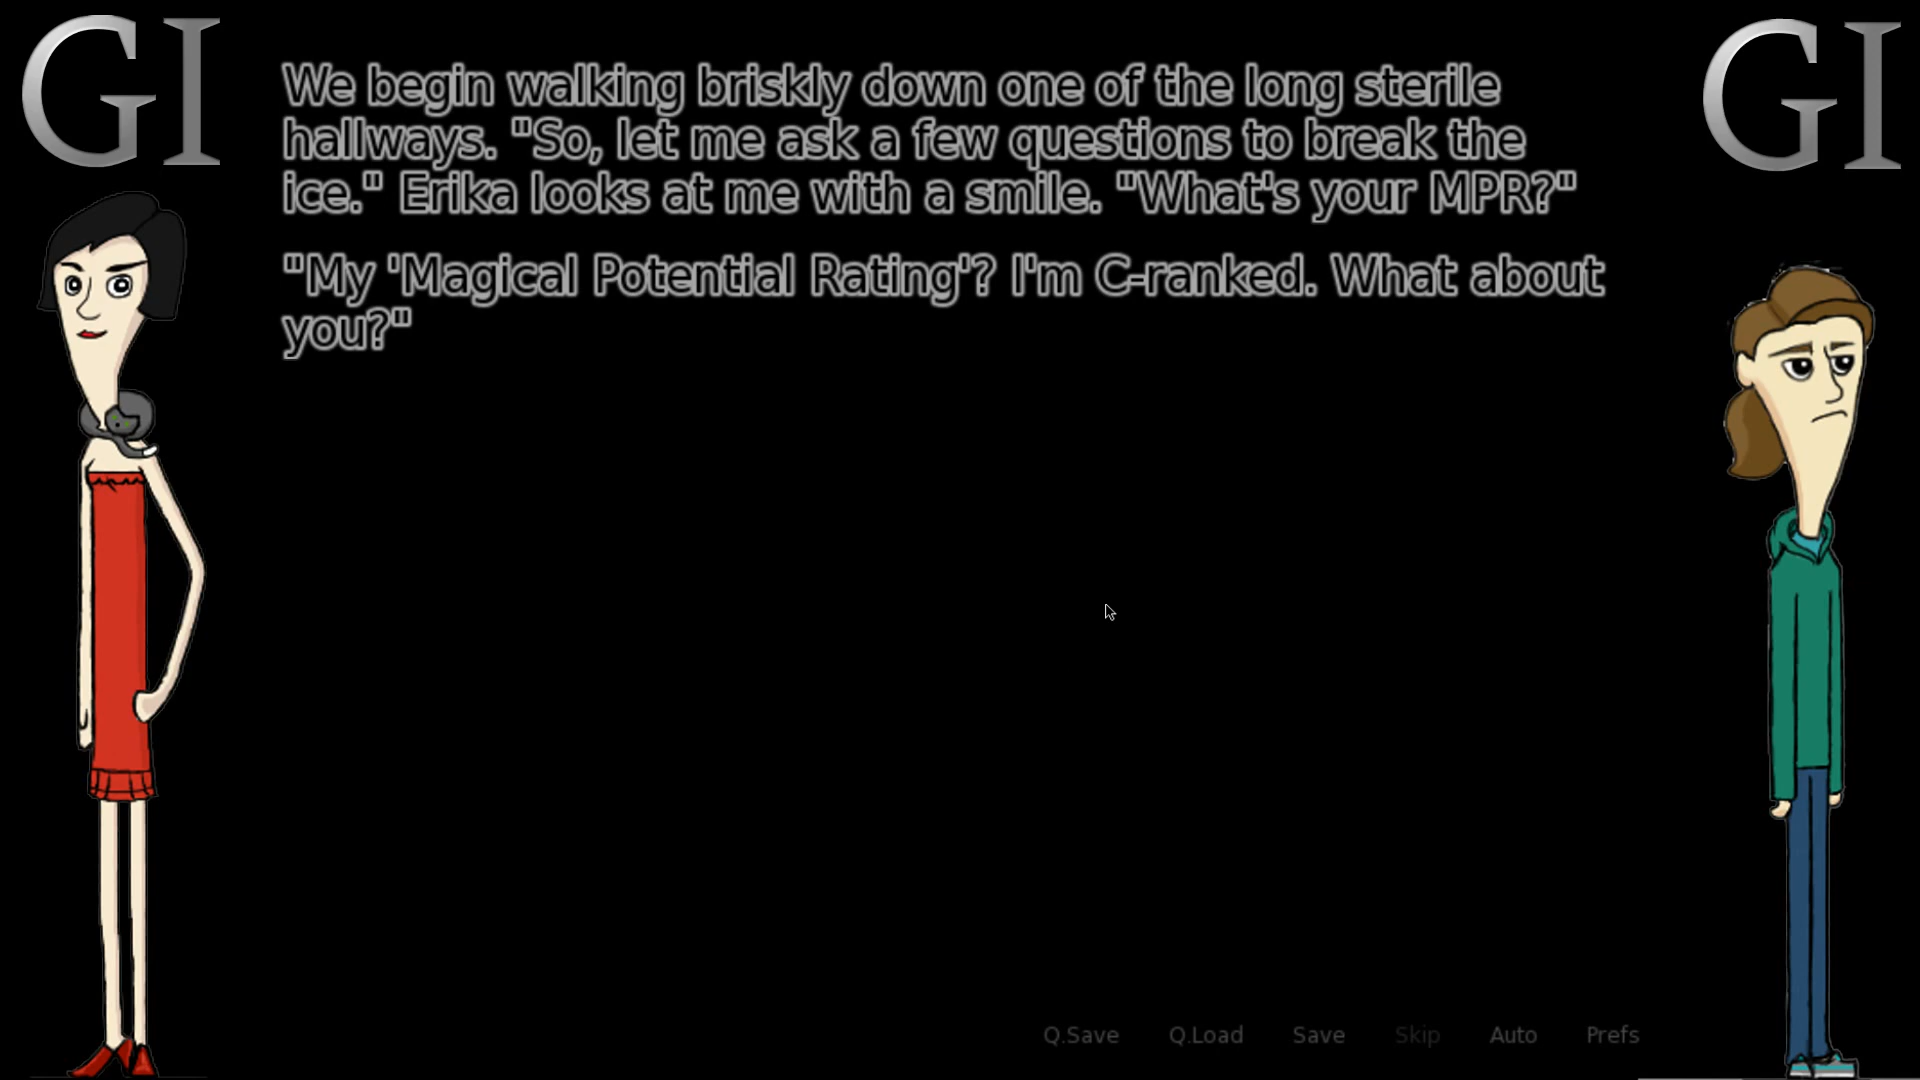 GI
GI
We begin walking briskly down one of the long sterile
hallways. "So, let me ask a few questions to break the
ice." Erika looks at me with a smile. "What's your MPR?"
"My 'Magical Potential Rating'? I'm C-ranked. What about
you?"
Q.Save Q.Load Save Skip Auto Prefs